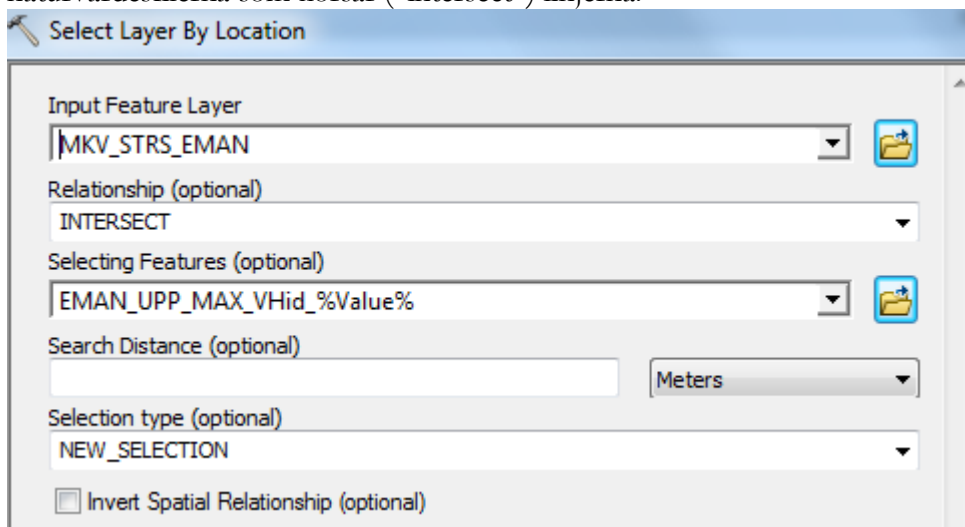 Select Layer By Location
Input Feature Layer
MKV_STRS_EMAN
Relationship (optional)
INTERSECT
Selecting Features (optional)
EMAN_UPP_MAX_VHid_%Value%
Search Distance (optional)
Meters
Selection type (optional)
NEW_SELECTION
Invert Spatial Relationship (optional)